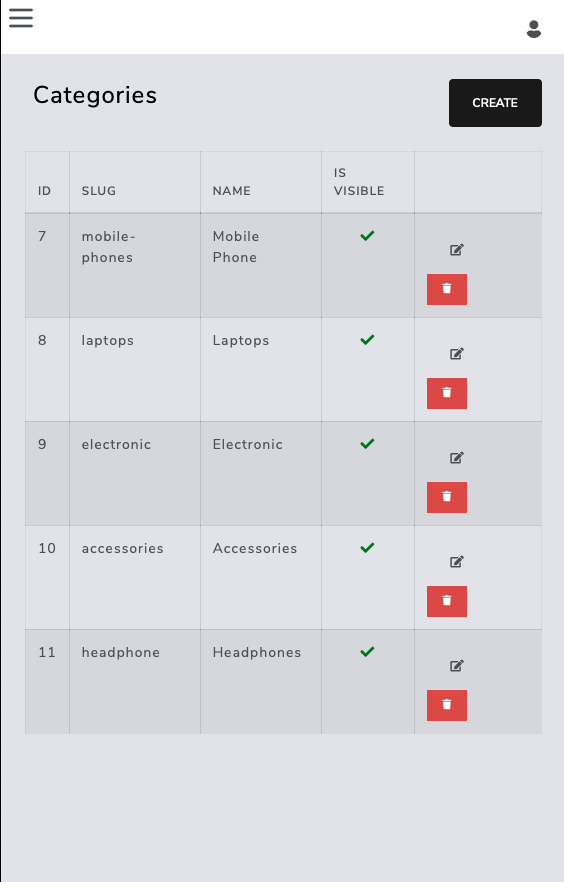 Categories
CREATE
ID SLUG NAME IS VISIBLE
7 mobile-phones Mobile Phone
8 laptops Laptops
9 electronic Electronic
10 accessories Accessories
11 headphone Headphones